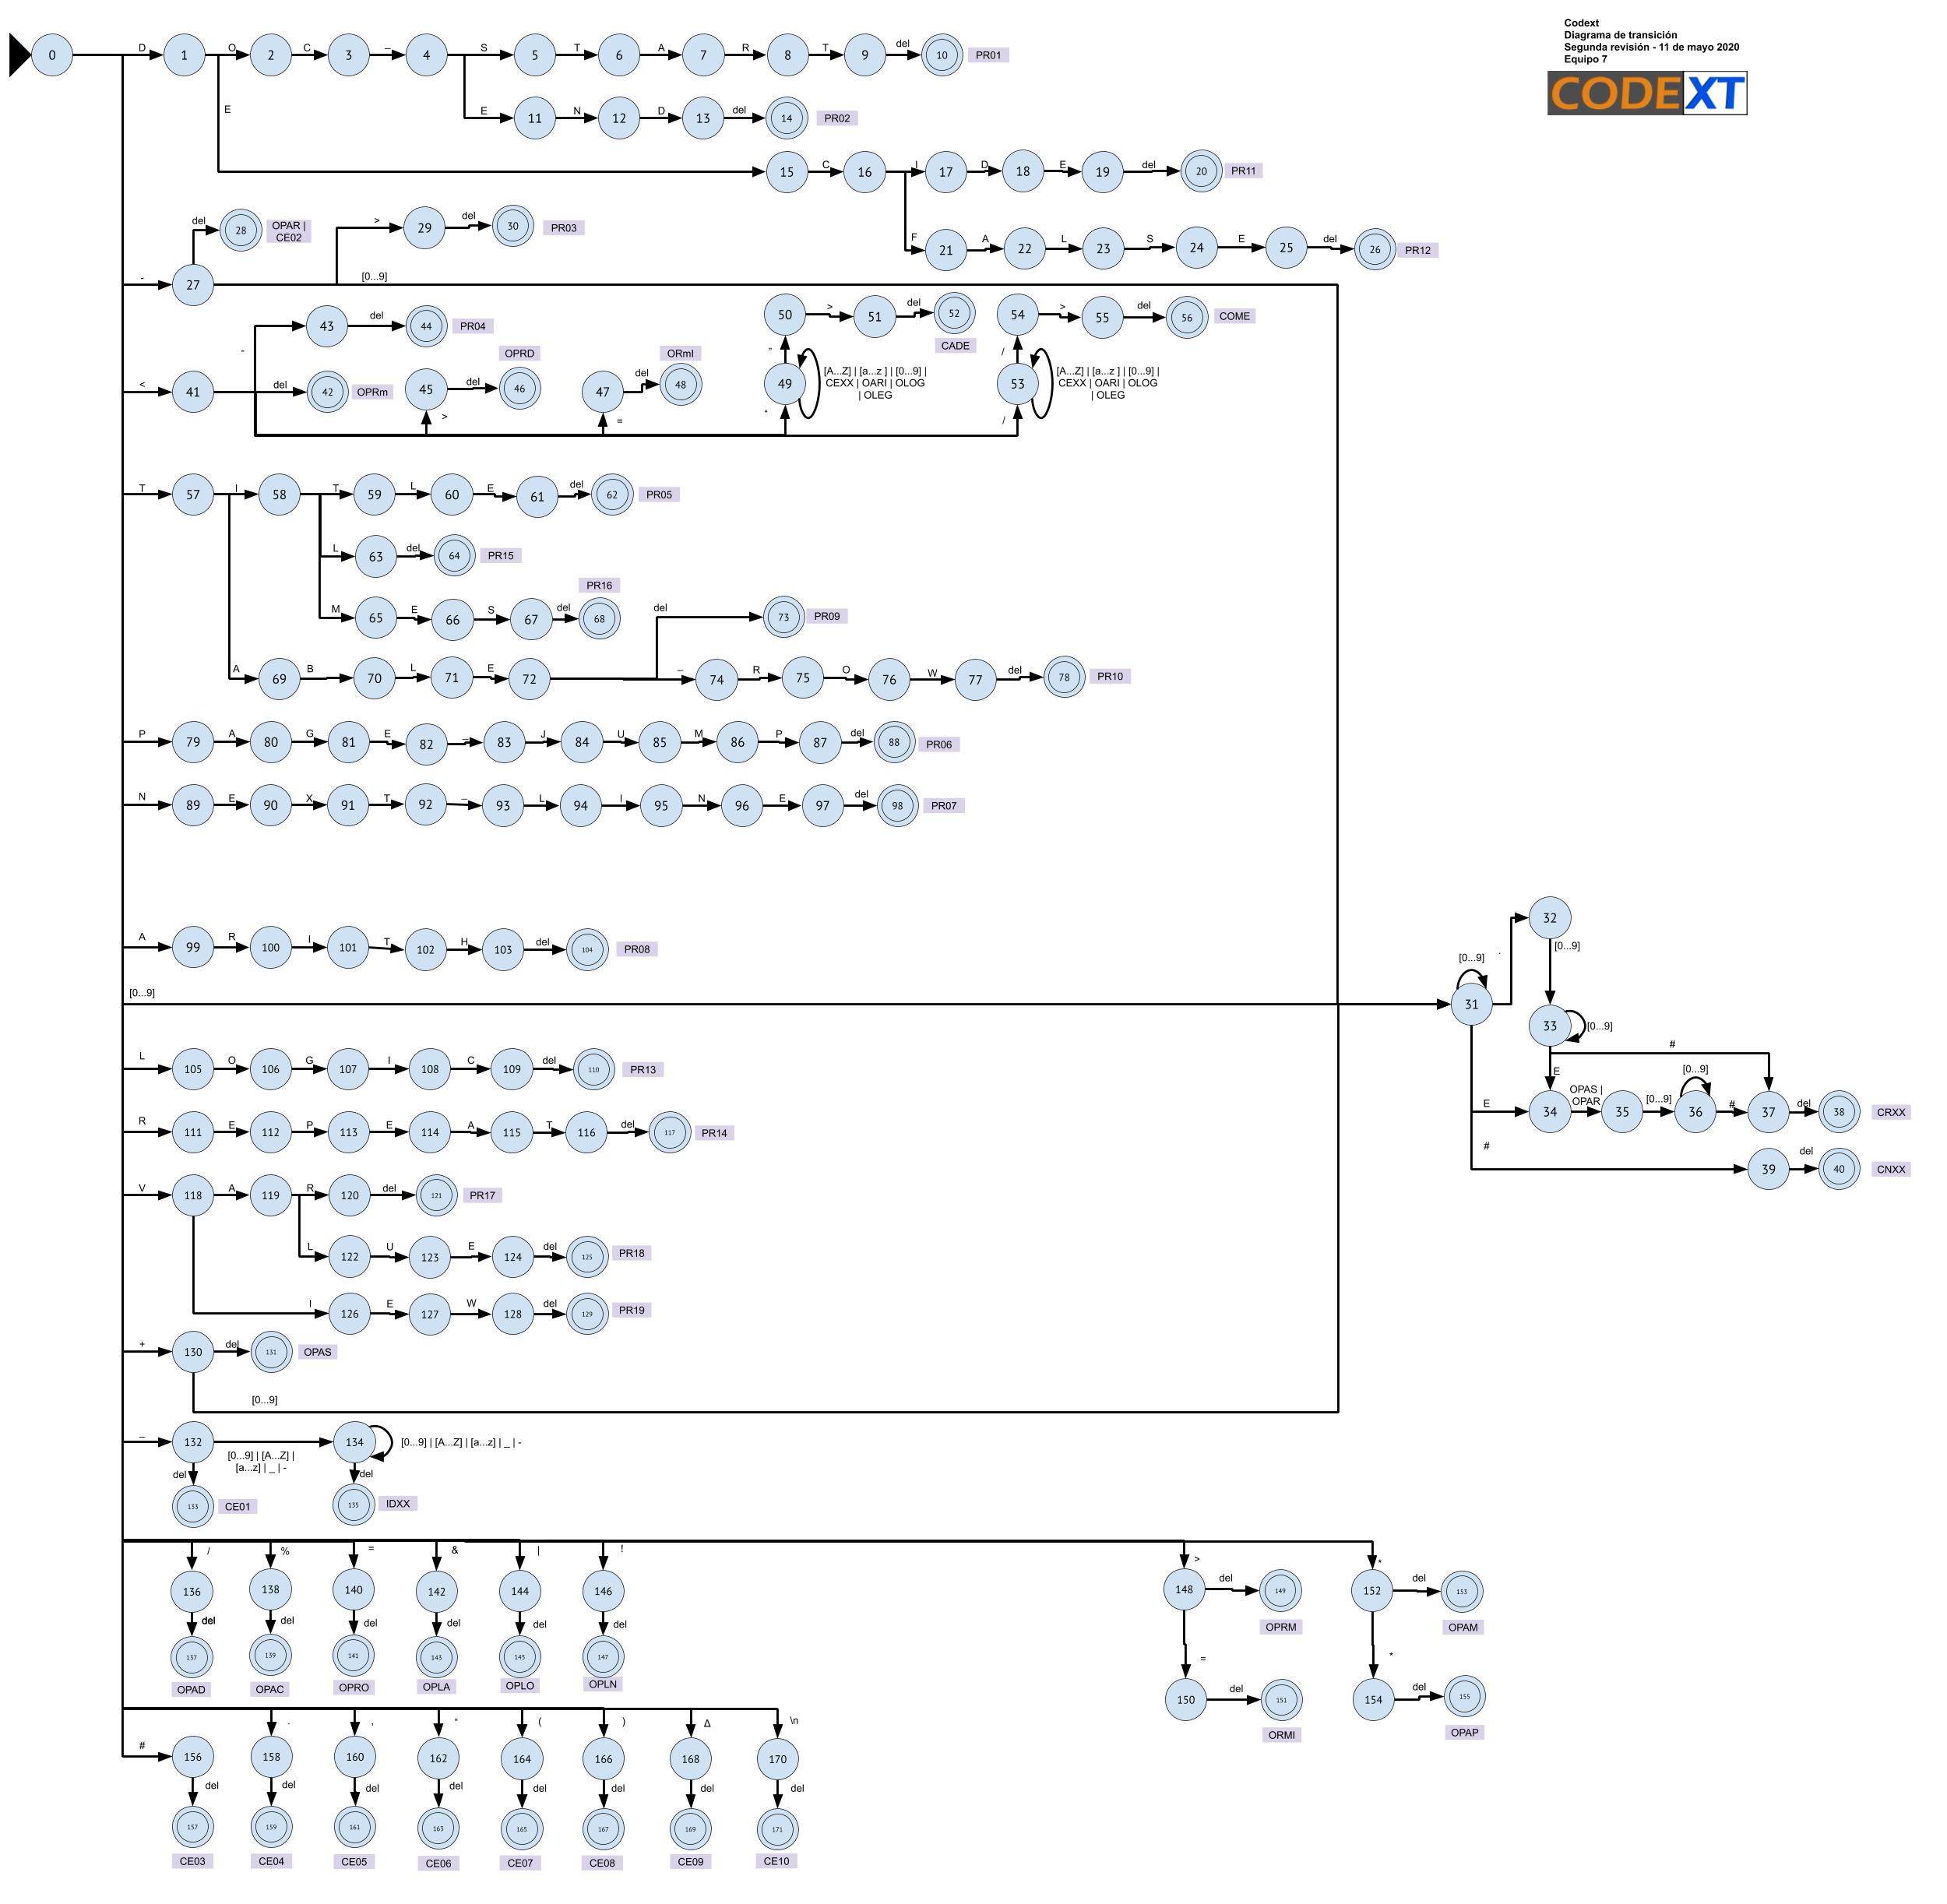 Codext
Diagrama de transición
Segunda revisión - 11 de mayo 2020
Equipo 7
CODEXT
0 D 1 O 2 C 3 _ 4 S 5 T 6 A 7 R 8 T 9 del 10 PR01
E 11 N 12 D 13 del 14 PR02
E 15 C 16 I 17 D 18 E 19 del 20 PR11
F 21 A 22 L 23 S 24 E 25 del 26 PR12
- 27 del 28 OPAR |
CE02
> 29 del 30 PR03
[0...9]
< 41 del 42 OPRm
- 43 del 44 PR04
> 45 del 46 OPRD
= 47 del 48 ORmI
" 49 " 50 > 51 del 52 CADE
[A...Z] | [a...z ] | [0...9] |
CEXX | OARI | OLOG
| OLEG
/ 53 / 54 > 55 del 56 COME
[A...Z] | [a...z ] | [0...9] |
CEXX | OARI | OLOG
| OLEG
T 57 I 58 T 59 L 60 E 61 del 62 PR05
L 63 del 64 PR15
M 65 E 66 S 67 del 68 PR16
A 69 B 70 L 71 E 72 del 73 PR09
_ 74 R 75 O 76 W 77 del 78 PR10
P 79 A 80 G 81 E 82 _ 83 J 84 U 85 M 86 P 87 del 88 PR06
N 89 E 90 X 91 T 92 _ 93 L 94 I 95 N 96 E 97 del 98 PR07
A 99 R 100 I 101 T 102 H 103 del 104 PR08
[0...9] 31 [0...9] . 32 [0...9] 33 [0...9]
# E
E 34 OPAS |
OPAR 35 [0...9] 36 [0...9] # 37 del 38 CRXX
# 39 del 40 CNXX
L 105 O 106 G 107 I 108 C 109 del 110 PR13
R 111 E 112 P 113 E 114 A 115 T 116 del 117 PR14
V 118 A 119 R 120 del 121 PR17
L 122 U 123 E 124 del 125 PR18
I 126 E 127 W 128 del 129 PR19
+ 130 del 131 OPAS
[0...9]
_ 132 134 [0...9] | [A...Z] | [a...z] | _ | -
[0...9] | [A...Z] |
[a...z] | _ | -
del 133 CE01 del 135 IDXX
/ % = & | ! > *
136 138 140 142 144 146 148 del 149 152 del 153
del del del del del del OPRM OPAM
137 139 141 143 145 147 = *
OPAD OPAC OPRO OPLA OPLO OPLN 150 del 151 154 del 155
ORMI OPAP
# . , " ( ) Δ \n
156 158 160 162 164 166 168 170
del del del del del del del del
157 159 161 163 165 167 169 171
CE03 CE04 CE05 CE06 CE07 CE08 CE09 CE10